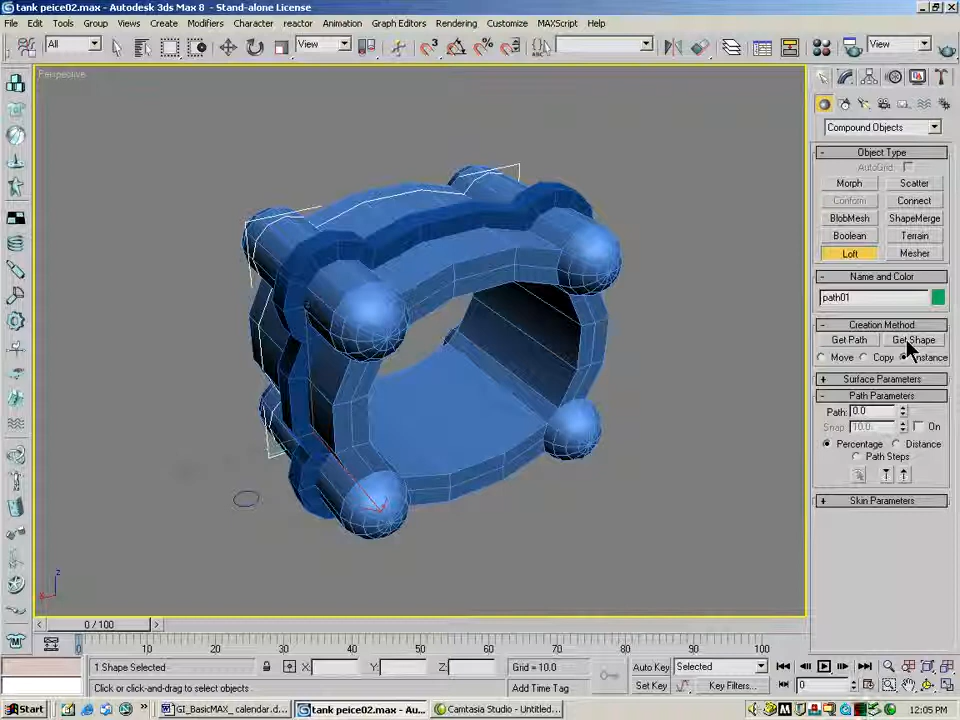 tank peice02.max - Autodesk 3ds Max 8 - Stand-alone License
File Edit Tools Group Views Create Modifiers Character reactor Animation Graph Editors Rendering Customize MAXScript Help
All View View
Perspective
Compound Objects
- Object Type
AutoGrid
Morph Scatter
Conform Connect
BlobMesh ShapeMerge
Boolean Terrain
Loft Mesher
- Name and Color
path01
- Creation Method
Get Path Get Shape
Move Copy Instance
+ Surface Parameters
- Path Parameters
Path: 0.0
Snap 10.0 On
Percentage Distance
Path Steps
+ Skin Parameters
z
x
< 0 / 100 >
0 10 20 30 40 50 60 70 80 90 100
1 Shape Selected X: Y: Z: Grid = 10.0 Auto Key Selected
Click or click-and-drag to select objects Add Time Tag Set Key Key Filters... 0
Start GI_BasicMAX_ calendar.d... tank peice02.max - Au... Camtasia Studio - Untitled... 12:05 PM